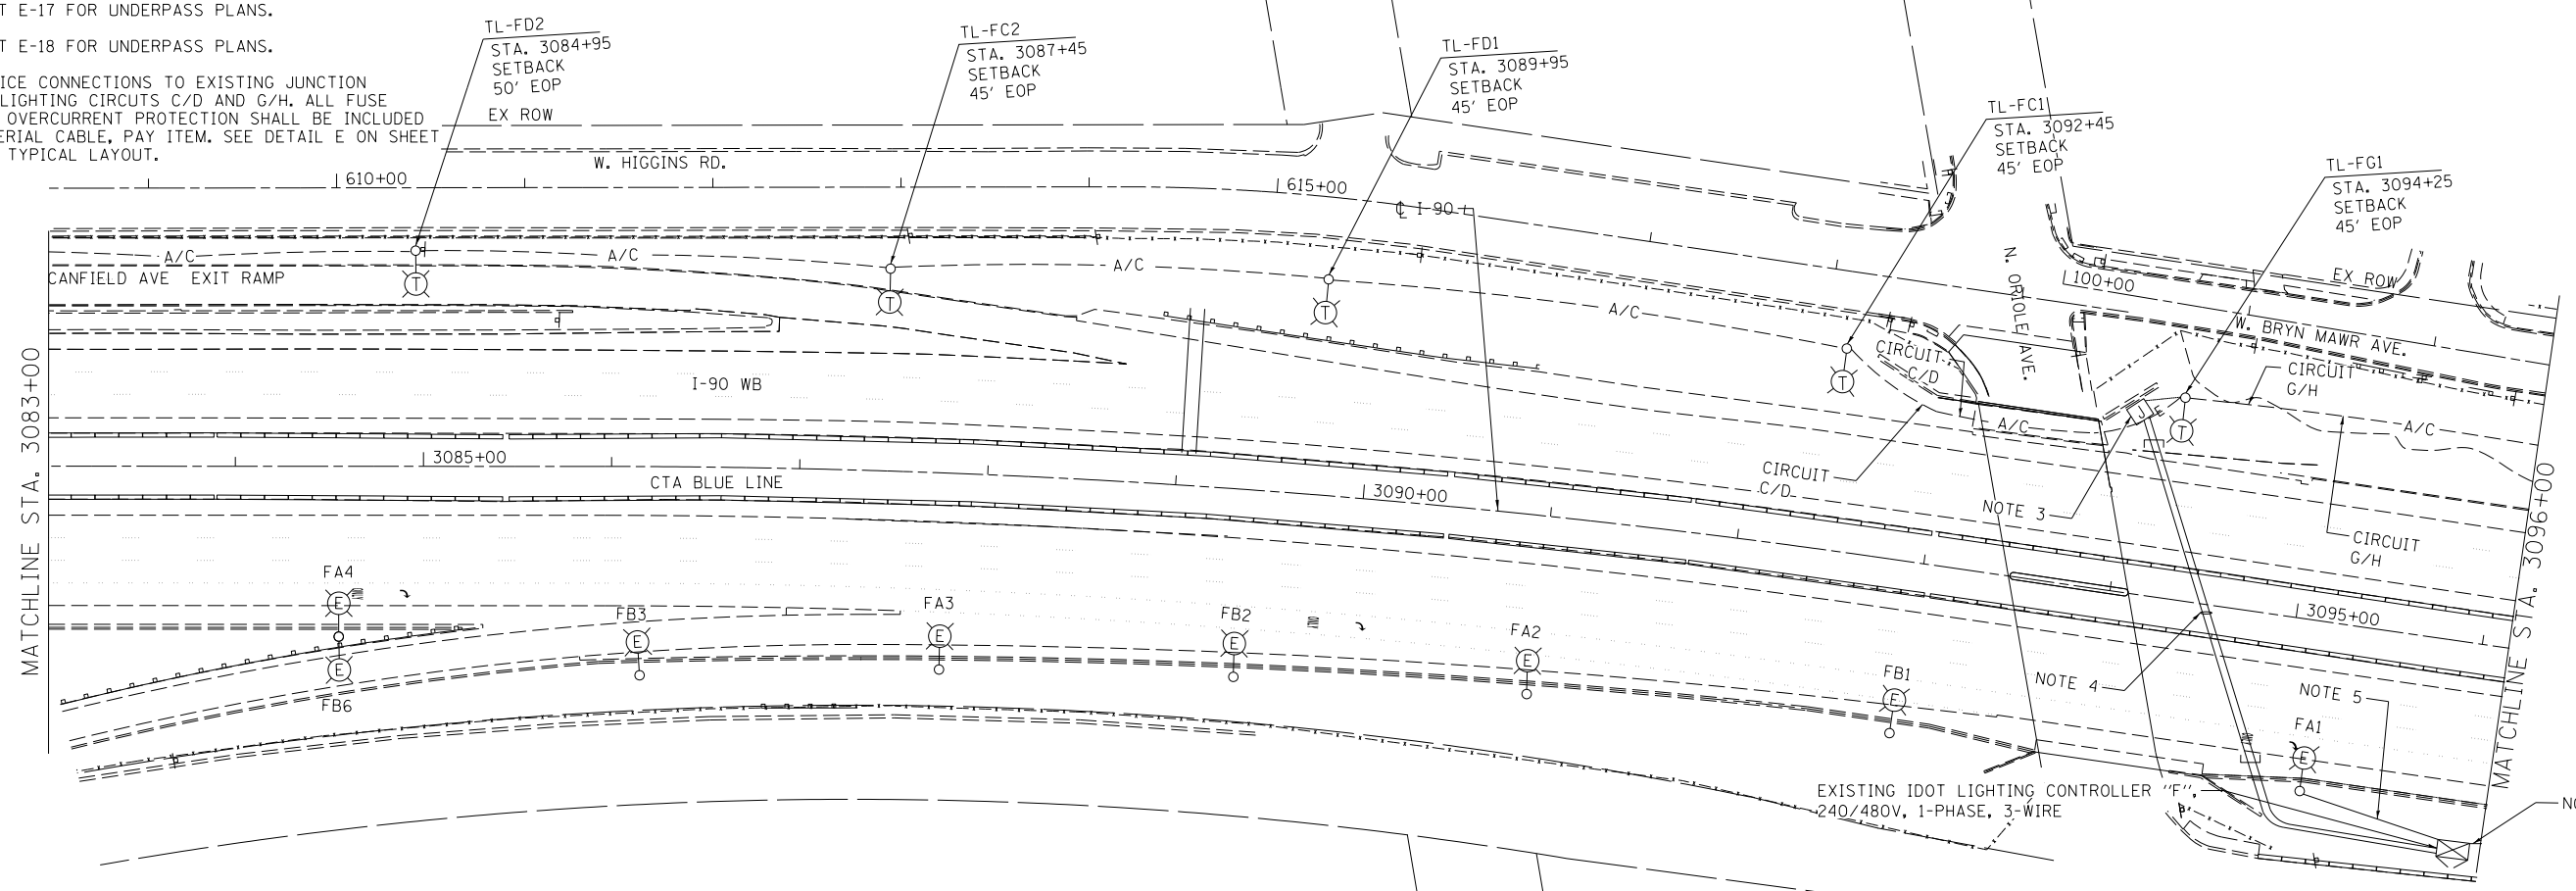 T E-17 FOR UNDERPASS PLANS.
T E-18 FOR UNDERPASS PLANS.
ICE CONNECTIONS TO EXISTING JUNCTION
LIGHTING CIRCUTS C/D AND G/H. ALL FUSE
OVERCURRENT PROTECTION SHALL BE INCLUDED
ERIAL CABLE, PAY ITEM. SEE DETAIL E ON SHEET
TYPICAL LAYOUT.
TL-FD2
STA. 3084+95
SETBACK
50' EOP
EX ROW
TL-FC2
STA. 3087+45
SETBACK
45' EOP
TL-FD1
STA. 3089+95
SETBACK
45' EOP
TL-FC1
STA. 3092+45
SETBACK
45' EOP
TL-FG1
STA. 3094+25
SETBACK
45' EOP
W. HIGGINS RD.
610+00
615+00
℄ I-90
N. ORIOLE AVE.
100+00
EX ROW
W. BRYN MAWR AVE.
A/C
A/C
A/C
A/C
A/C
A/C
CANFIELD AVE EXIT RAMP
T
T
T
T
T
J
E
CIRCUIT
C/D
CIRCUIT
G/H
I-90 WB
MATCHLINE STA. 3083+00
3085+00
CTA BLUE LINE
3090+00
CIRCUIT
C/D
NOTE 3
CIRCUIT
G/H
3095+00
MATCHLINE STA. 3096+00
FA4
E
E
FB6
FB3
E
FA3
E
FB2
E
FA2
E
FB1
E
NOTE 4
NOTE 5
FA1
E
EXISTING IDOT LIGHTING CONTROLLER "F",
240/480V, 1-PHASE, 3-WIRE
NO